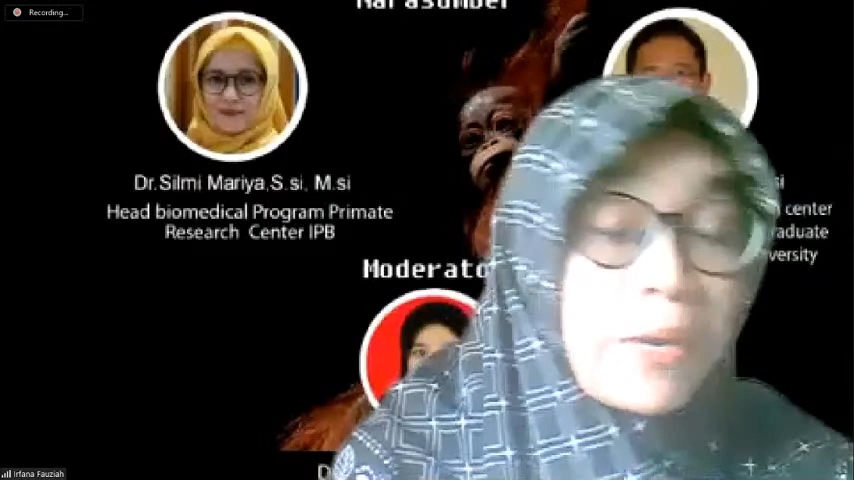 Recording...
Narasumber
Dr.Silmi Mariya,S.si, M.si
Head biomedical Program Primate
Research Center IPB
si
center
raduate
versity
Moderato
D
Irfana Fauziah